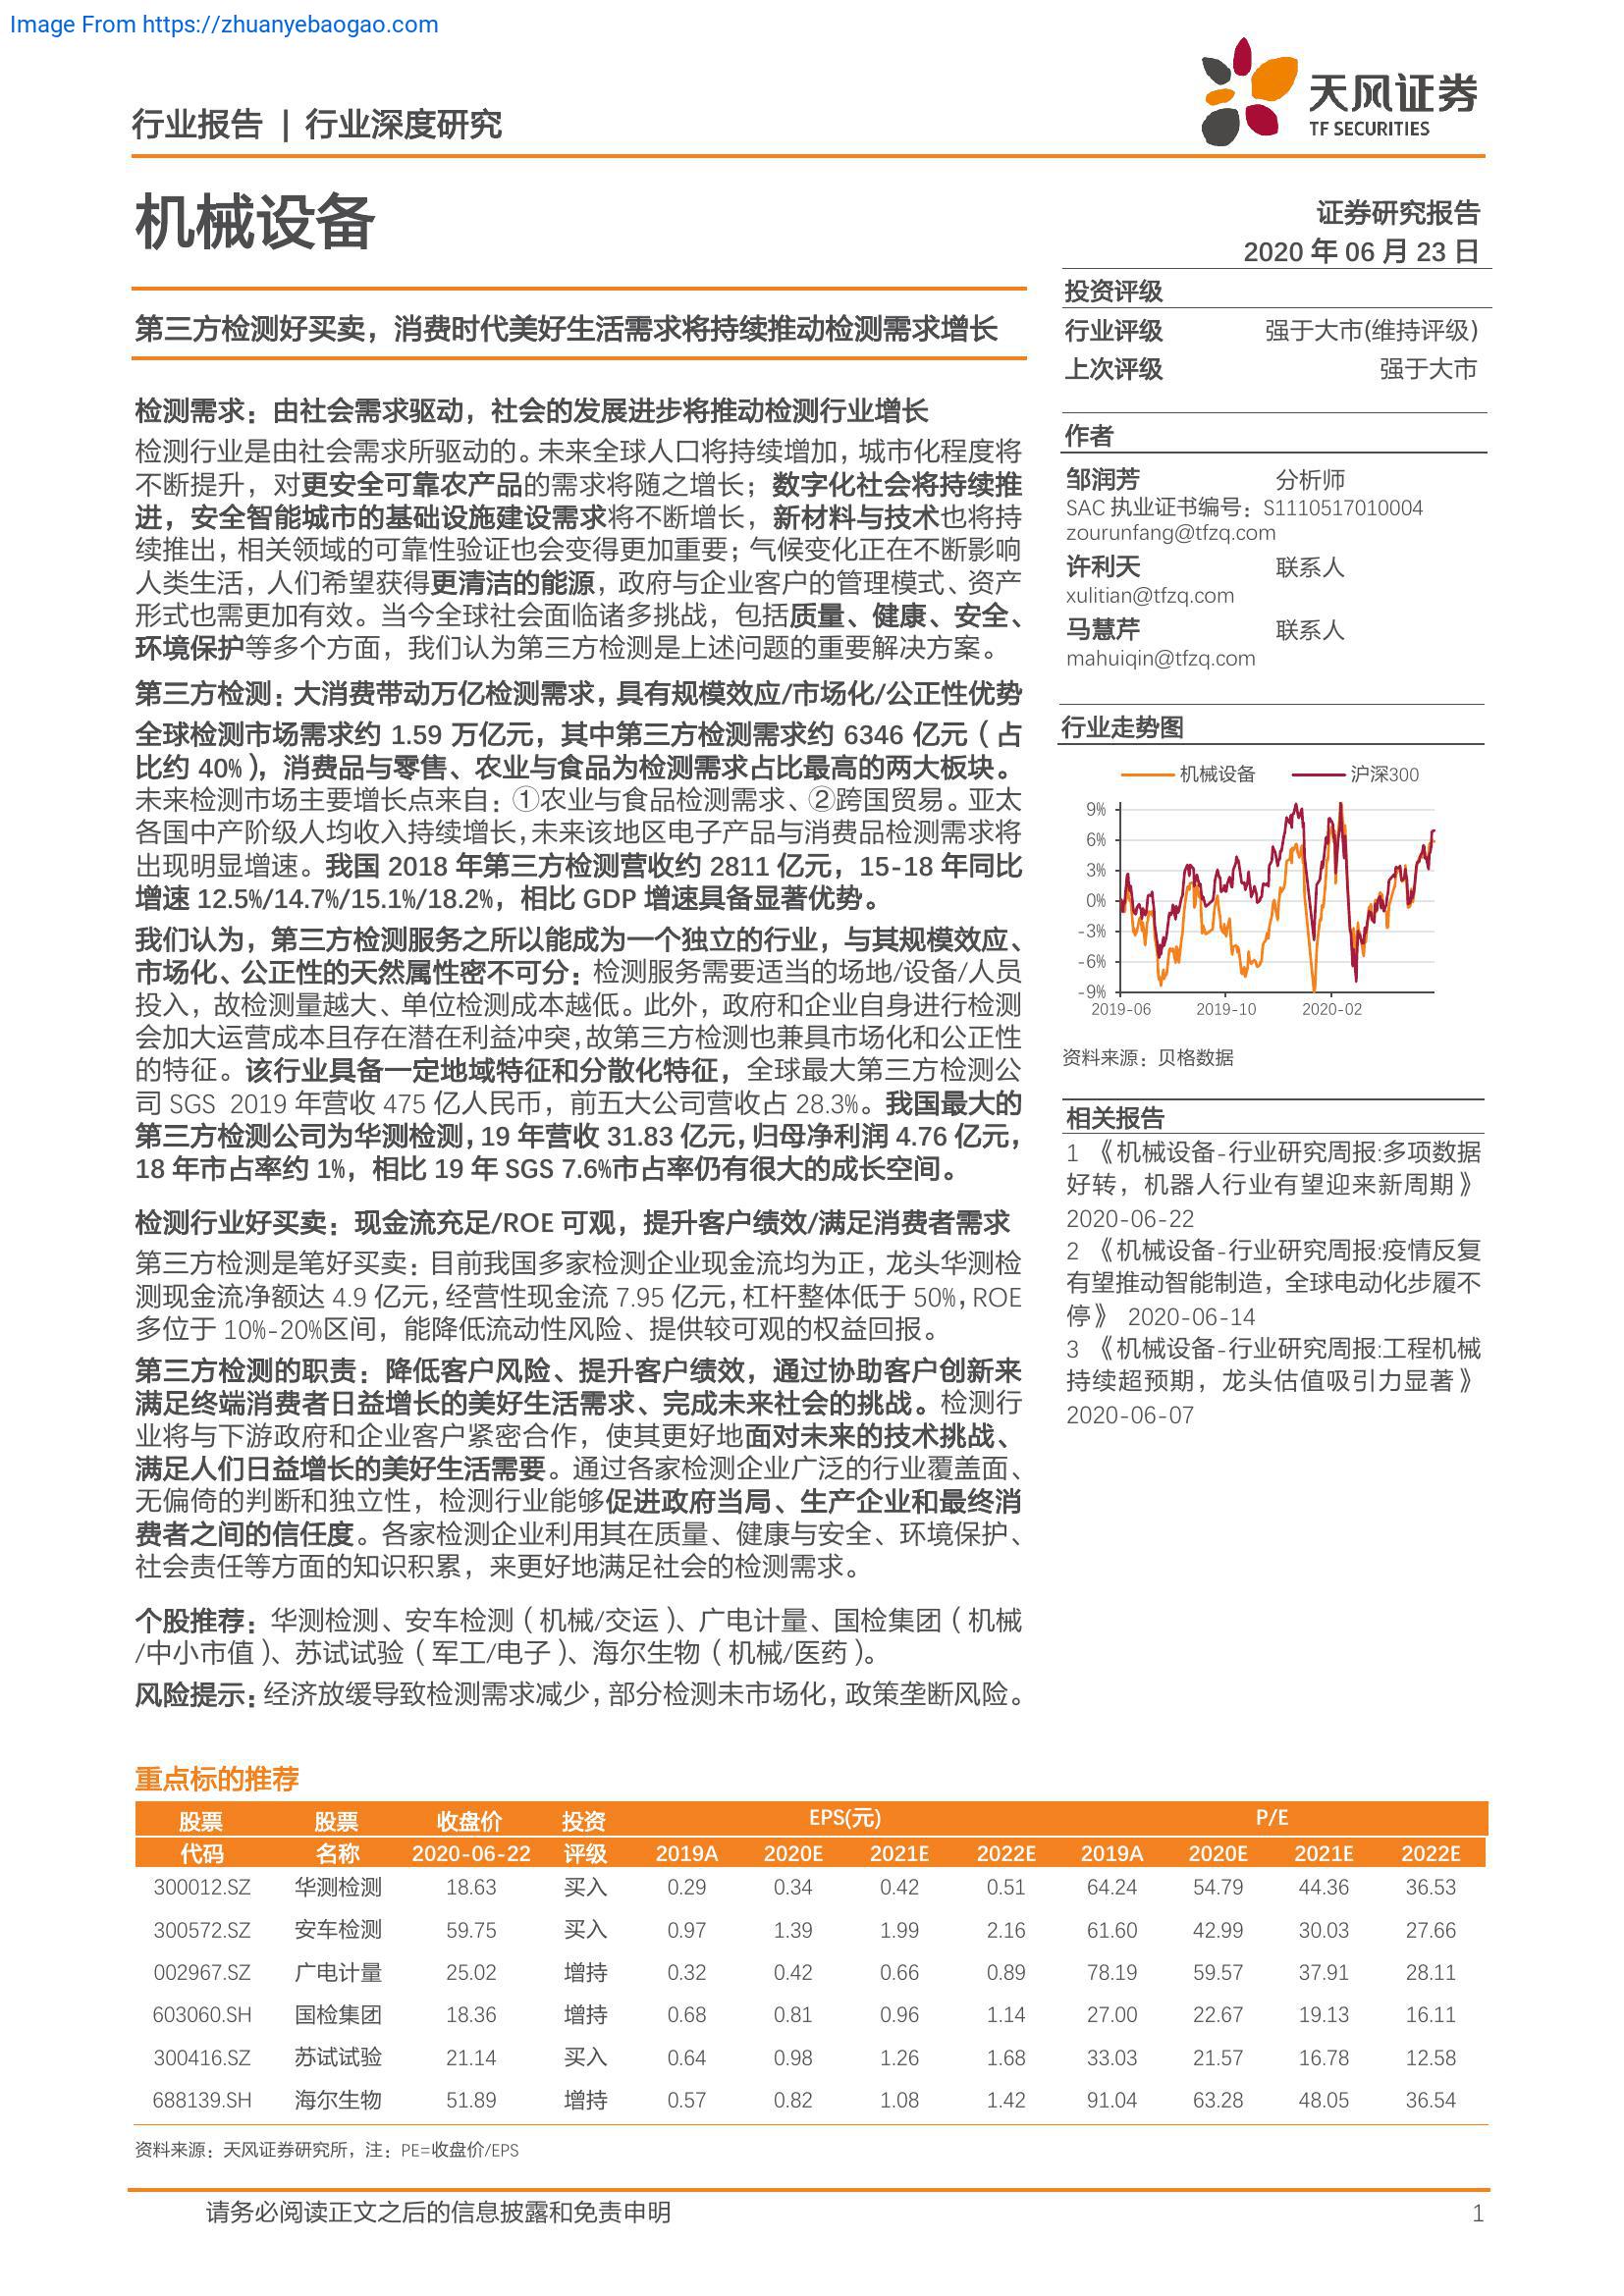 Image From https://zhuanyebaogao.com
天风证券
TF SECURITIES
行业报告 | 行业深度研究
机械设备
证券研究报告
2020 年 06 月 23 日
第三方检测好买卖，消费时代美好生活需求将持续推动检测需求增长
检测需求：由社会需求驱动，社会的发展进步将推动检测行业增长
检测行业是由社会需求所驱动的。未来全球人口将持续增加，城市化程度将
不断提升，对更安全可靠农产品的需求将随之增长；数字化社会将持续推
进，安全智能城市的基础设施建设需求将不断增长，新材料与技术也将持
续推出，相关领域的可靠性验证也会变得更加重要；气候变化正在不断影响
人类生活，人们希望获得更清洁的能源，政府与企业客户的管理模式、资产
形式也需更加有效。当今全球社会面临诸多挑战，包括质量、健康、安全、
环境保护等多个方面，我们认为第三方检测是上述问题的重要解决方案。
第三方检测：大消费带动万亿检测需求，具有规模效应/市场化/公正性优势
全球检测市场需求约 1.59 万亿元，其中第三方检测需求约 6346 亿元（占
比约 40%），消费品与零售、农业与食品为检测需求占比最高的两大板块。
未来检测市场主要增长点来自：①农业与食品检测需求、②跨国贸易。亚太
各国中产阶级人均收入持续增长，未来该地区电子产品与消费品检测需求将
出现明显增速。我国 2018 年第三方检测营收约 2811 亿元，15-18 年同比
增速 12.5%/14.7%/15.1%/18.2%，相比 GDP 增速具备显著优势。
我们认为，第三方检测服务之所以能成为一个独立的行业，与其规模效应、
市场化、公正性的天然属性密不可分：检测服务需要适当的场地/设备/人员
投入，故检测量越大、单位检测成本越低。此外，政府和企业自身进行检测
会加大运营成本且存在潜在利益冲突，故第三方检测也兼具市场化和公正性
的特征。该行业具备一定地域特征和分散化特征，全球最大第三方检测公
司 SGS 2019 年营收 475 亿人民币，前五大公司营收占 28.3%。我国最大的
第三方检测公司为华测检测，19 年营收 31.83 亿元，归母净利润 4.76 亿元，
18 年市占率约 1%，相比 19 年 SGS 7.6%市占率仍有很大的成长空间。
检测行业好买卖：现金流充足/ROE 可观，提升客户绩效/满足消费者需求
第三方检测是笔好买卖：目前我国多家检测企业现金流均为正，龙头华测检
测现金流净额达 4.9 亿元，经营性现金流 7.95 亿元，杠杆整体低于 50%，ROE
多位于 10%-20%区间，能降低流动性风险、提供较可观的权益回报。
第三方检测的职责：降低客户风险、提升客户绩效，通过协助客户创新来
满足终端消费者日益增长的美好生活需求、完成未来社会的挑战。检测行
业将与下游政府和企业客户紧密合作，使其更好地面对未来的技术挑战、
满足人们日益增长的美好生活需要。通过各家检测企业广泛的行业覆盖面、
无偏倚的判断和独立性，检测行业能够促进政府当局、生产企业和最终消
费者之间的信任度。各家检测企业利用其在质量、健康与安全、环境保护、
社会责任等方面的知识积累，来更好地满足社会的检测需求。
个股推荐：华测检测、安车检测（机械/交运）、广电计量、国检集团（机械
/中小市值）、苏试试验（军工/电子）、海尔生物（机械/医药）。
风险提示：经济放缓导致检测需求减少，部分检测未市场化，政策垄断风险。
投资评级
行业评级 强于大市(维持评级)
上次评级 强于大市
作者
邹润芳 分析师
SAC 执业证书编号：S1110517010004
zourunfang@tfzq.com
许利天 联系人
xulitian@tfzq.com
马慧芹 联系人
mahuiqin@tfzq.com
行业走势图
机械设备 沪深300
9%
6%
3%
0%
-3%
-6%
-9%
2019-06 2019-10 2020-02
资料来源：贝格数据
相关报告
1 《机械设备-行业研究周报:多项数据
好转，机器人行业有望迎来新周期》
2020-06-22
2 《机械设备-行业研究周报:疫情反复
有望推动智能制造，全球电动化步履不
停》 2020-06-14
3 《机械设备-行业研究周报:工程机械
持续超预期，龙头估值吸引力显著》
2020-06-07
重点标的推荐
股票 股票 收盘价 投资 EPS(元) P/E
代码 名称 2020-06-22 评级 2019A 2020E 2021E 2022E 2019A 2020E 2021E 2022E
300012.SZ 华测检测 18.63 买入 0.29 0.34 0.42 0.51 64.24 54.79 44.36 36.53
300572.SZ 安车检测 59.75 买入 0.97 1.39 1.99 2.16 61.60 42.99 30.03 27.66
002967.SZ 广电计量 25.02 增持 0.32 0.42 0.66 0.89 78.19 59.57 37.91 28.11
603060.SH 国检集团 18.36 增持 0.68 0.81 0.96 1.14 27.00 22.67 19.13 16.11
300416.SZ 苏试试验 21.14 买入 0.64 0.98 1.26 1.68 33.03 21.57 16.78 12.58
688139.SH 海尔生物 51.89 增持 0.57 0.82 1.08 1.42 91.04 63.28 48.05 36.54
资料来源：天风证券研究所，注：PE=收盘价/EPS
请务必阅读正文之后的信息披露和免责申明 1